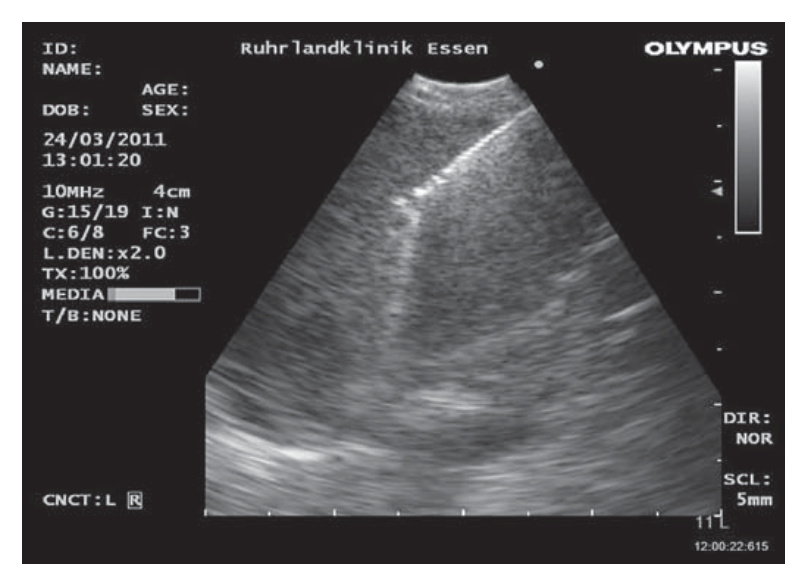 ID: Ruhrlandklinik Essen OLYMPUS
NAME:
AGE:
DOB: SEX:
24/03/2011
13:01:20
10MHz 4cm
G:15/19 I:N
C:6/8 FC:3
L.DEN:x2.0
TX:100%
MEDIA
T/B:NONE
DIR:
NOR
SCL:
5mm
CNCT:L R
11L
12:00:22:615